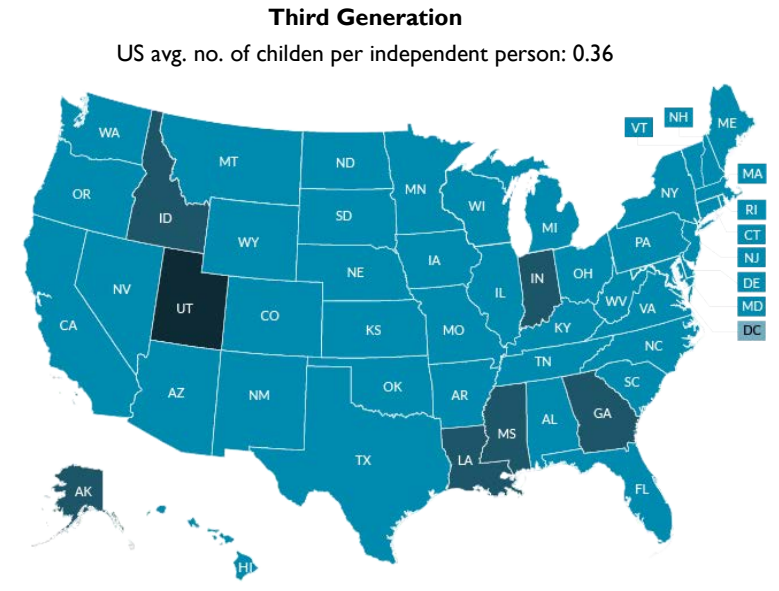 Third Generation
US avg. no. of childen per independent person: 0.36
NH
VT
ME
WA
MT
ND
MN
MA
OR
ID
SD
WI
MI
NY
RI
WY
CT
PA
IA
NJ
NE
IN
OH
NV
IL
DE
UT
CO
WV
VA
MD
CA
KS
MO
KY
DC
NC
TN
AZ
NM
OK
AR
SC
MS
AL
GA
TX
LA
AK
FL
HI